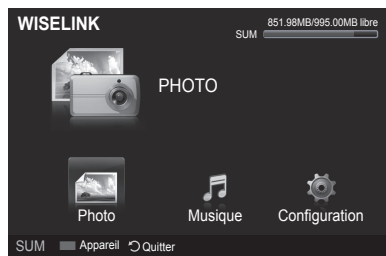 WISELINK
851.98MB/995.00MB libre
SUM
PHOTO
Photo Musique Configuration
SUM Appareil Quitter